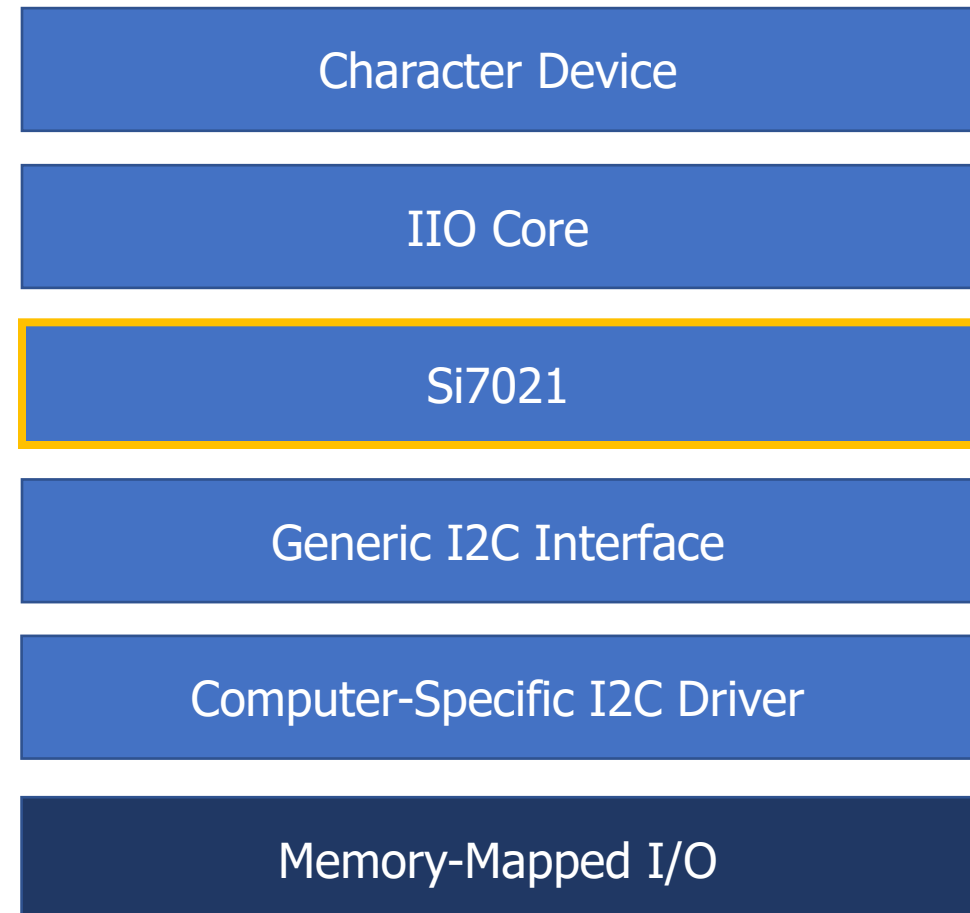 Character Device
IIO Core
Si7021
Generic I2C Interface
Computer-Specific I2C Driver
Memory-Mapped I/O